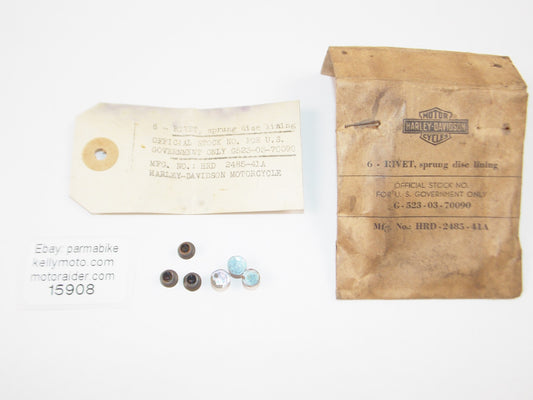 6 - RIVET, sprung disc lining
OFFICIAL STOCK NO. FOR U.S.
GOVERNMENT ONLY G523-03-70090
MFG. NO.: HRD 2485-41A
HARLEY-DAVIDSON MOTORCYCLE
MOTOR
HARLEY-DAVIDSON
CYCLES
6 - RIVET, sprung disc lining
OFFICIAL STOCK NO.
FOR U. S. GOVERNMENT ONLY
G-523-03-70090
Mfg. No.: HRD-2485-41A
Ebay: parmabike
kellymoto.com
motoraider.com
15908